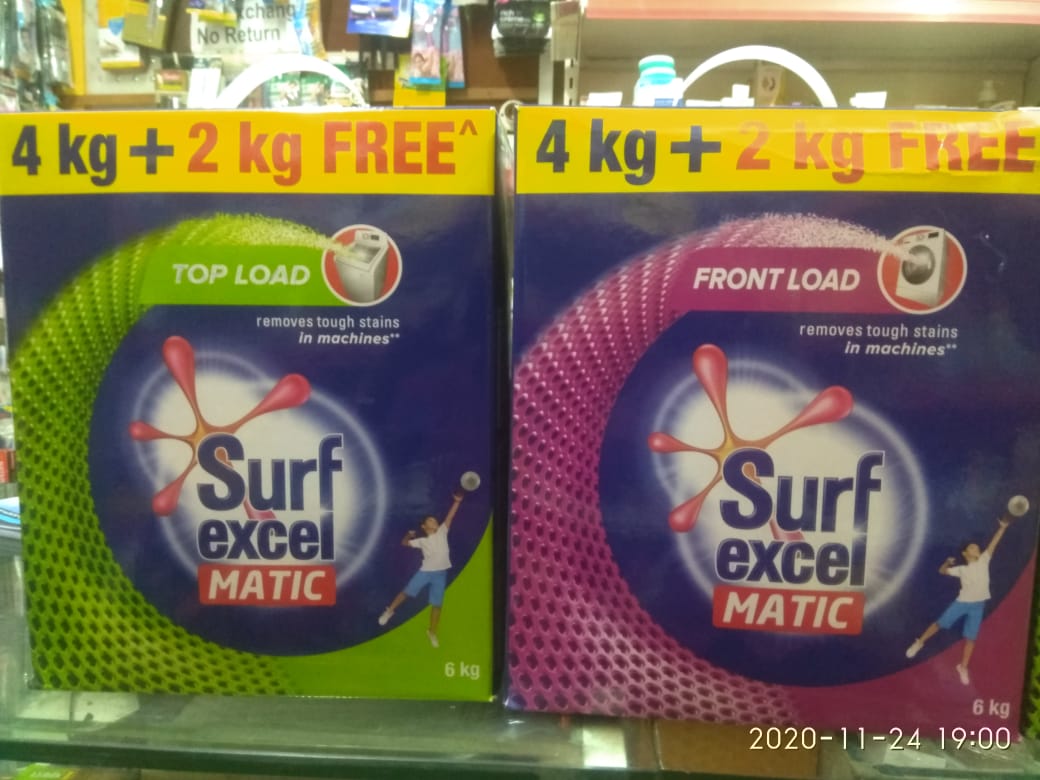 xchang
No Return
4 kg + 2 kg FREE^
TOP LOAD
removes tough stains
in machines**
Surf
excel
MATIC
6 kg
4 kg + 2 kg FREE
FRONT LOAD
removes tough stains
in machines**
Surf
excel
MATIC
6 kg
2020-11-24 19:00